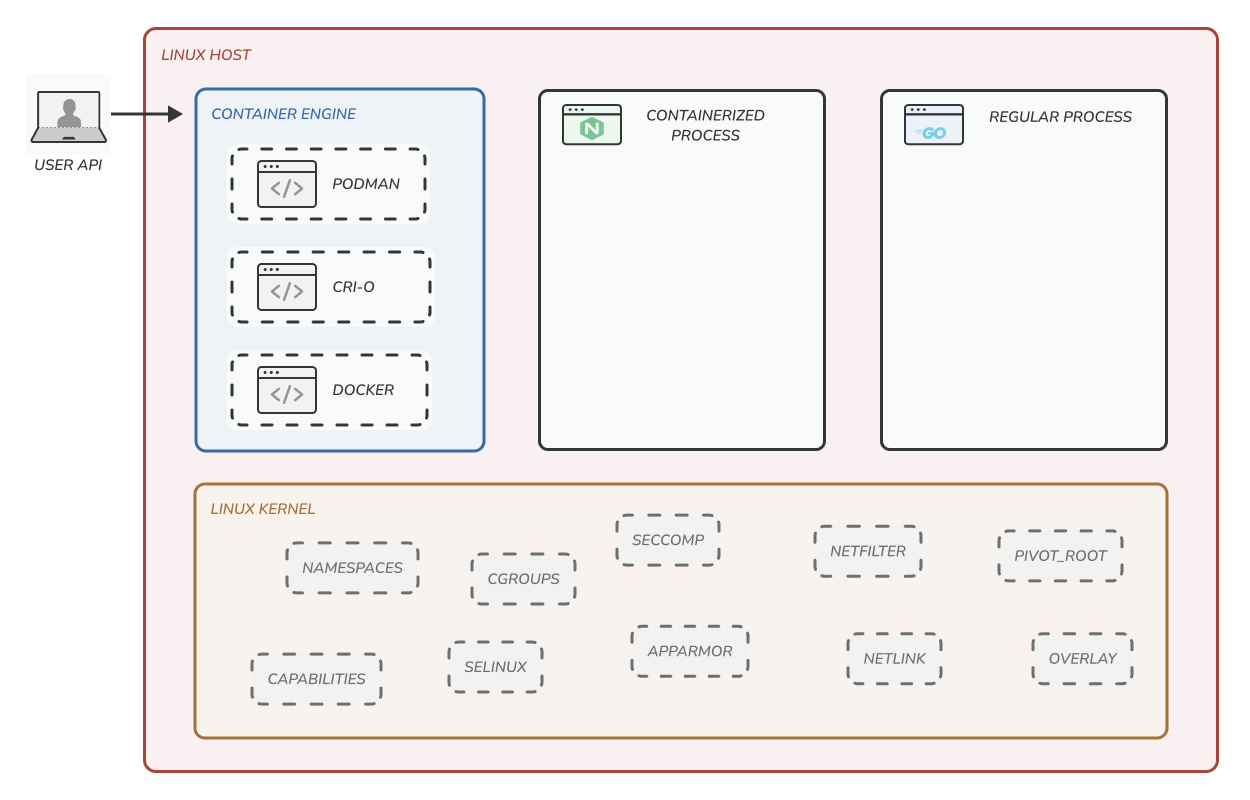 LINUX HOST
USER API
CONTAINER ENGINE
PODMAN
CRI-O
DOCKER
CONTAINERIZED
PROCESS
N
REGULAR PROCESS
GO
LINUX KERNEL
NAMESPACES
CGROUPS
SECCOMP
NETFILTER
PIVOT_ROOT
CAPABILITIES
SELINUX
APPARMOR
NETLINK
OVERLAY